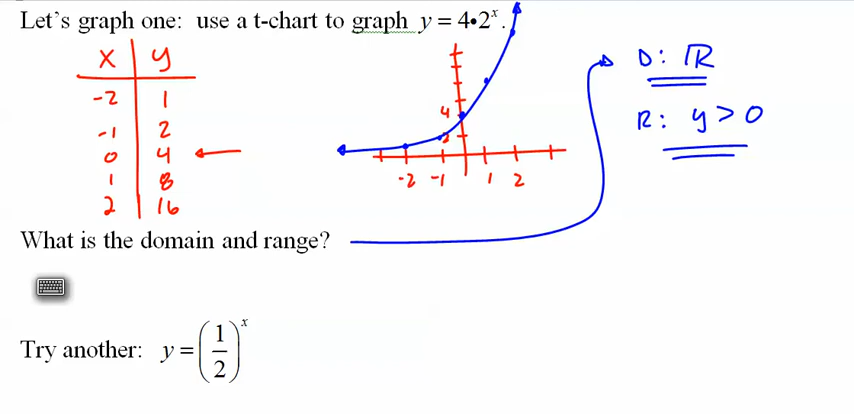 Let's graph one: use a t-chart to graph y = 4•2^x.
x | y
-2 | 1
-1 | 2
0 | 4
1 | 8
2 | 16
4
2
-2 -1 1 2
D: ℝ
R: y > 0
What is the domain and range?
Try another: y = (1/2)^x